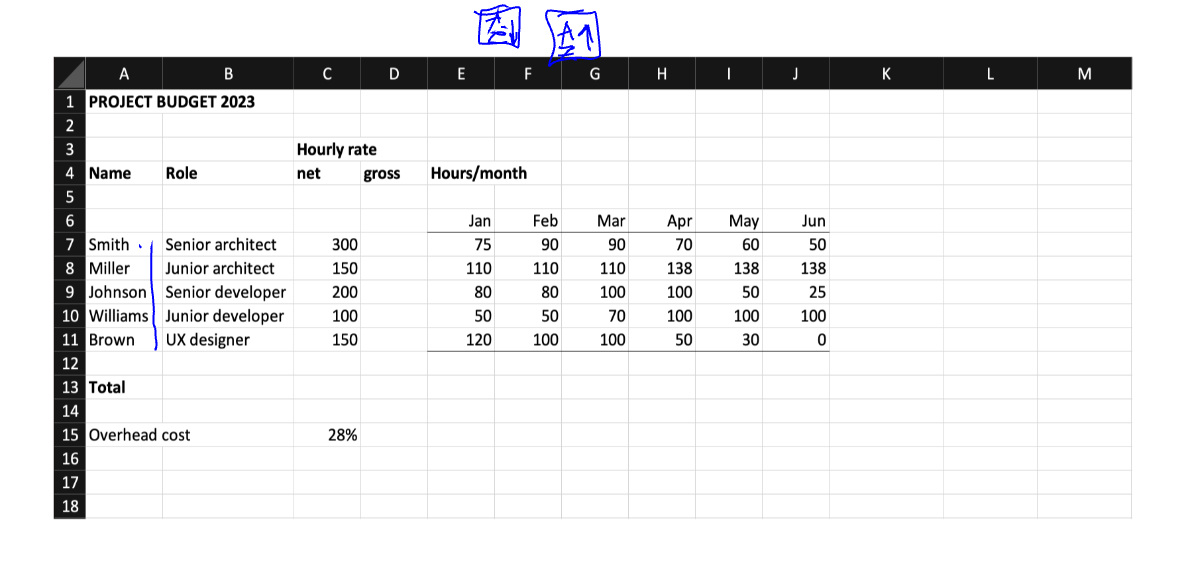 A Z
A Z
A B C D E F G H I J K L M
1 PROJECT BUDGET 2023
2
3 Hourly rate
4 Name Role net gross Hours/month
5
6 Jan Feb Mar Apr May Jun
7 Smith Senior architect 300 75 90 90 70 60 50
8 Miller Junior architect 150 110 110 110 138 138 138
9 Johnson Senior developer 200 80 80 100 100 50 25
10 Williams Junior developer 100 50 50 70 100 100 100
11 Brown UX designer 150 120 100 100 50 30 0
12
13 Total
14
15 Overhead cost 28%
16
17
18